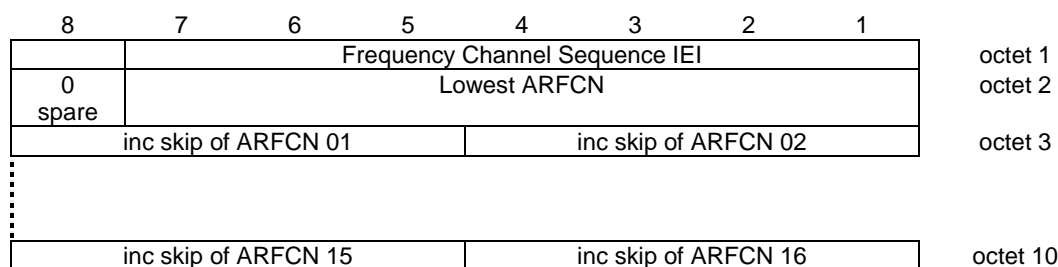 8 7 6 5 4 3 2 1
Frequency Channel Sequence IEI octet 1
0 Lowest ARFCN octet 2
spare
inc skip of ARFCN 01 inc skip of ARFCN 02 octet 3
inc skip of ARFCN 15 inc skip of ARFCN 16 octet 10